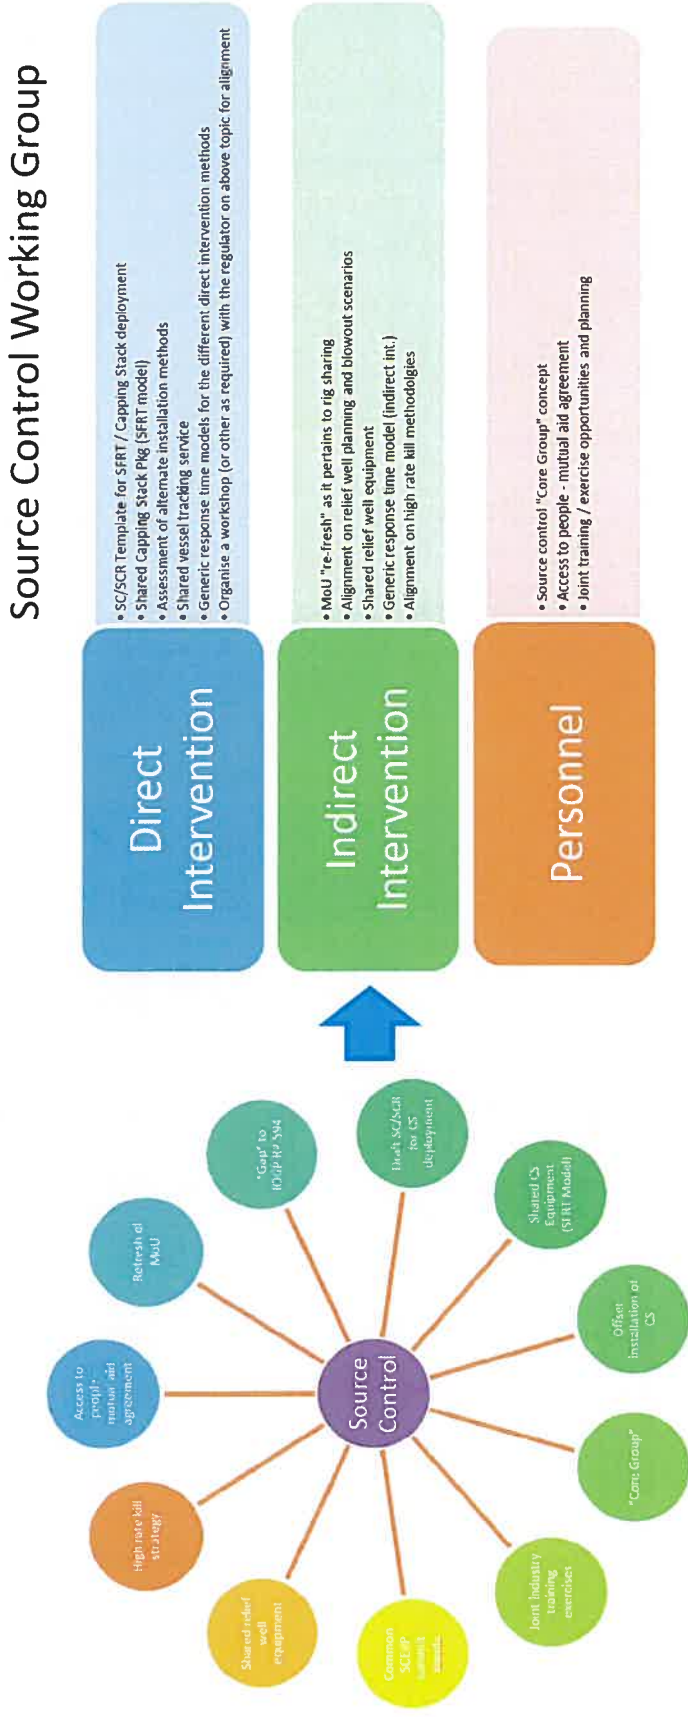 Source Control Working Group
Source
Control
Access to
people -
mutual aid
agreement
Refresh of
MoU
"Gap" to
IOGP RP 594
Draft SC/SCR
for CS
deployment
Shared CS
Equipment
(SFRT Model)
Offset
installation of
CS
"Core Group"
Joint Industry
training
exercises
Common
SCERP
Shared relief
well
equipment
High rate kill
strategy
Direct
Intervention
• SC/SCR Template for SFRT / Capping Stack deployment
• Shared Capping Stack Pkg (SFRT model)
• Assessment of alternate installation methods
• Shared vessel tracking service
• Generic response time models for the different direct intervention methods
• Organise a workshop (or other as required) with the regulator on above topic for alignment
Indirect
Intervention
• MoU "re-fresh" as it pertains to rig sharing
• Alignment on relief well planning and blowout scenarios
• Shared relief well equipment
• Generic response time model (indirect int.)
• Alignment on high rate kill methodolgies
Personnel
• Source control "Core Group" concept
• Access to people - mutual aid agreement
• Joint training / exercise opportunities and planning